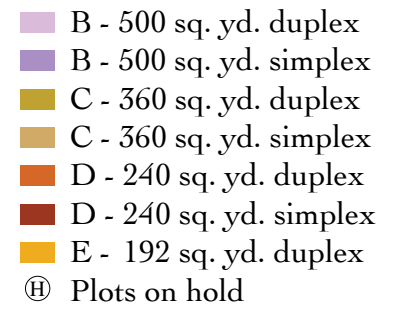 B - 500 sq. yd. duplex
B - 500 sq. yd. simplex
C - 360 sq. yd. duplex
C - 360 sq. yd. simplex
D - 240 sq. yd. duplex
D - 240 sq. yd. simplex
E - 192 sq. yd. duplex
Ⓗ Plots on hold